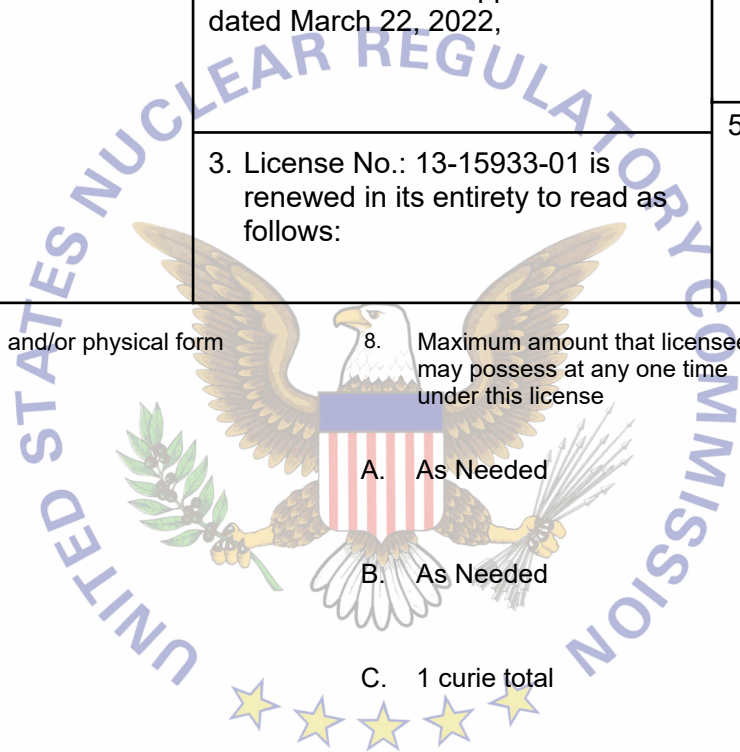 dated March 22, 2022,
5
3. License No.: 13-15933-01 is
renewed in its entirety to read as
follows:
and/or physical form
8. Maximum amount that licensee
may possess at any one time
under this license
A. As Needed
B. As Needed
C. 1 curie total
UNITED STATES NUCLEAR REGULATORY COMMISSION